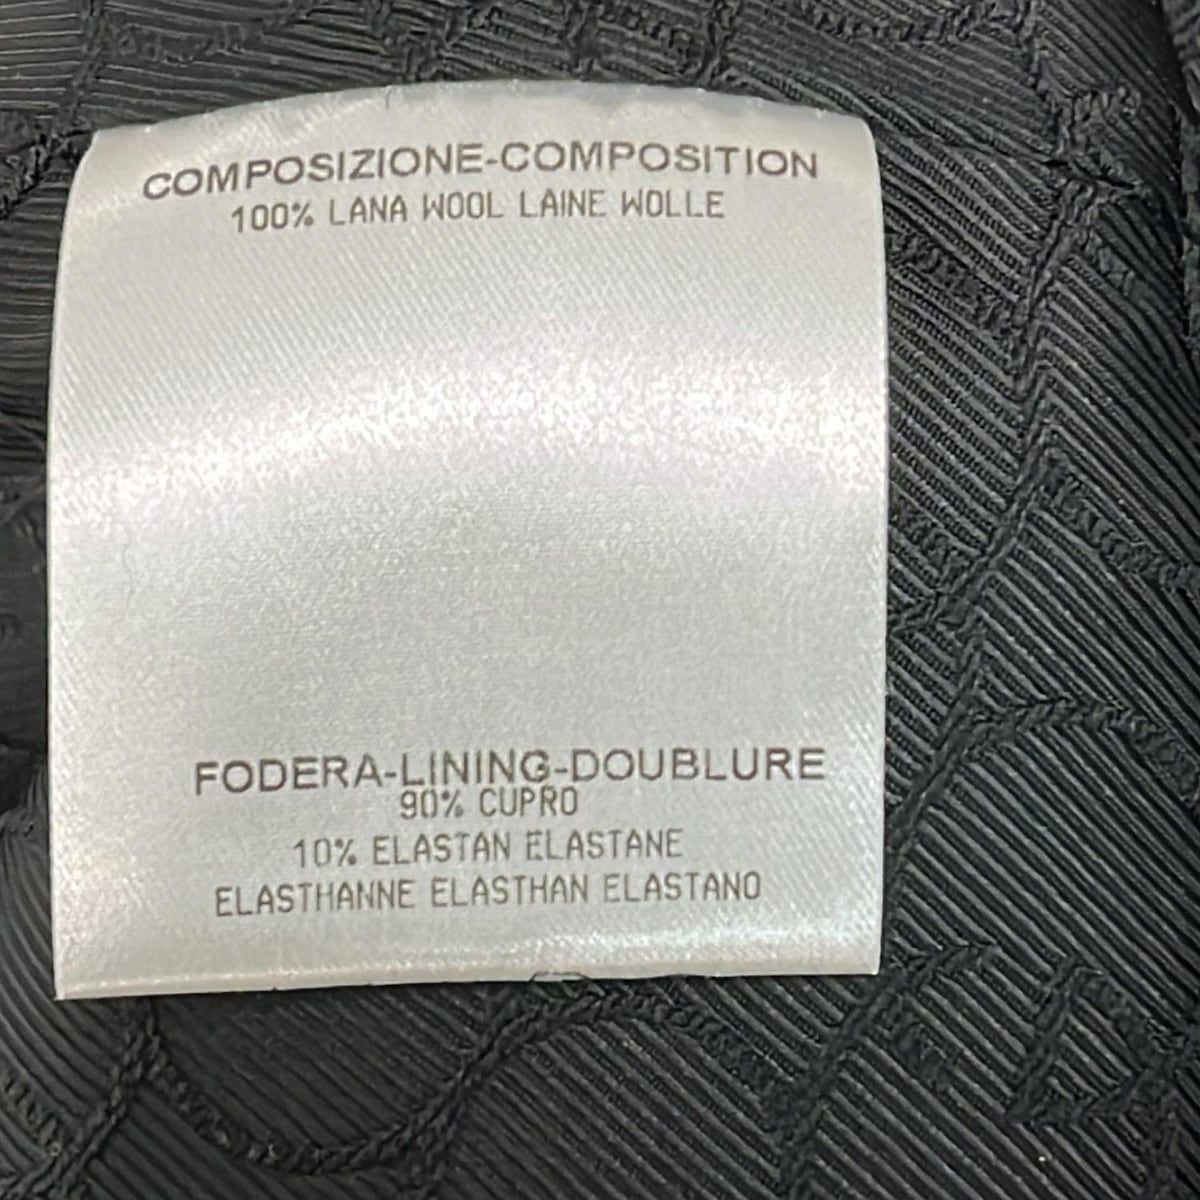 COMPOSIZIONE-COMPOSITION
100% LANA WOOL LAINE WOLLE
FODERA-LINING-DOUBLURE
90% CUPRO
10% ELASTAN ELASTANE
ELASTHANNE ELASTHAN ELASTANO